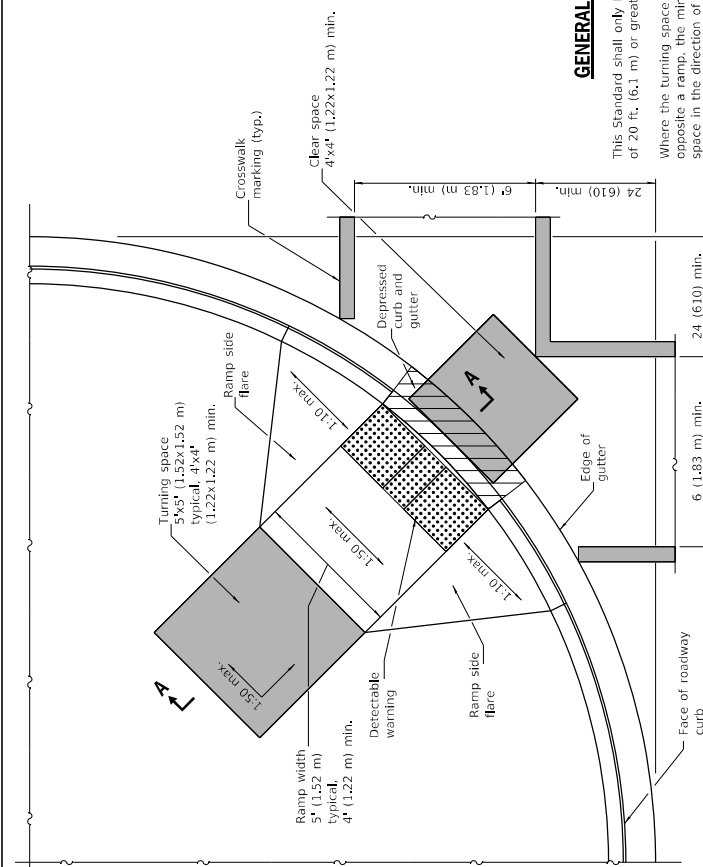 Crosswalk
marking (typ.)
Clear space
4'x4' (1.22x1.22 m) min.
Turning space
5'x5' (1.52x1.52 m)
typical, 4'x4'
(1.22x1.22 m) min.
Ramp side
flare
Depressed
curb and
gutter
6' (1.83 m) min.
24 (610) min.
1:10 max.
A
1:50 max.
A
1:50 max.
1:10 max.
Ramp width
5' (1.52 m)
typical,
4' (1.22 m) min.
Detectable
warning
Ramp side
flare
Edge of
gutter
6 (1.83 m) min.
24 (610) min.
Face of roadway
curb
GENERAL
This Standard shall only
of 20 ft. (6.1 m) or great
Where the turning space
opposite a ramp, the min
space in the direction of